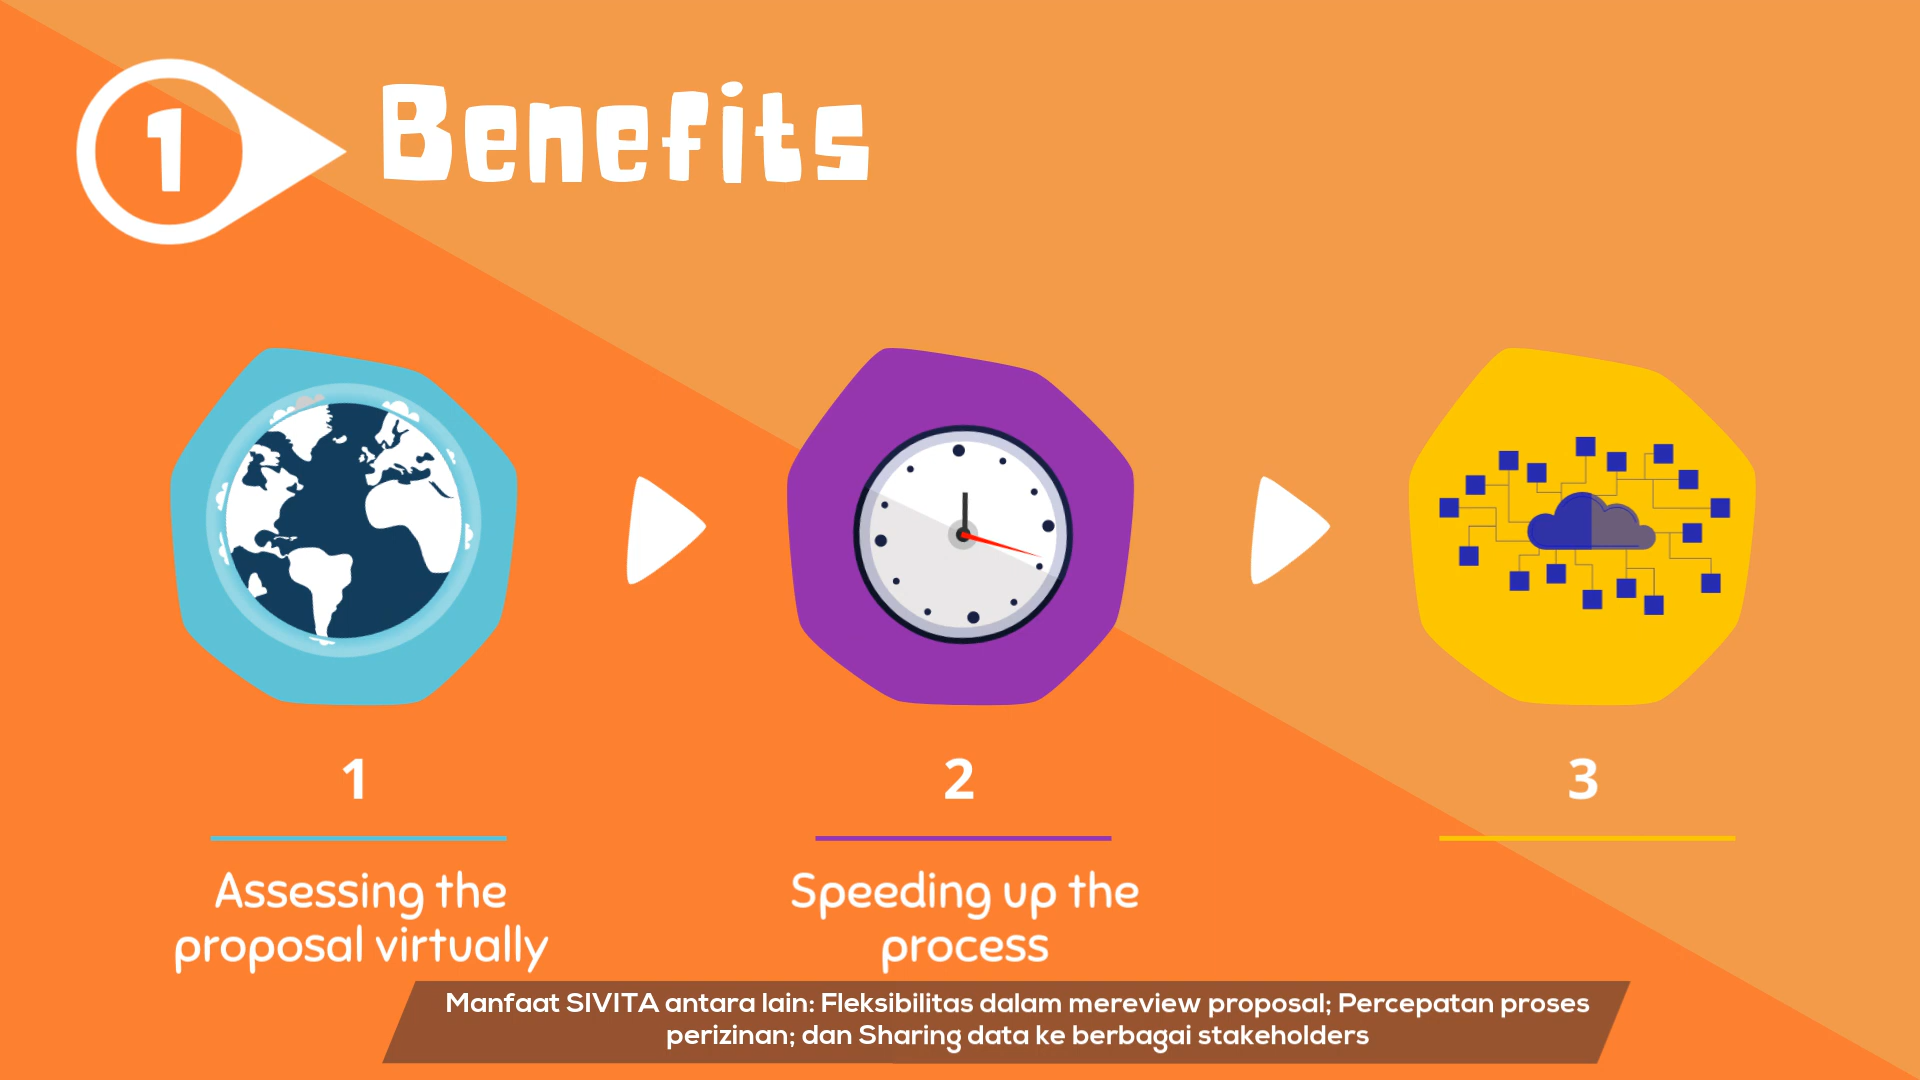 1
Benefits
1
2
3
Assessing the
proposal virtually
Speeding up the
process
Manfaat SIVITA antara lain: Fleksibilitas dalam mereview proposal; Percepatan proses
perizinan; dan Sharing data ke berbagai stakeholders